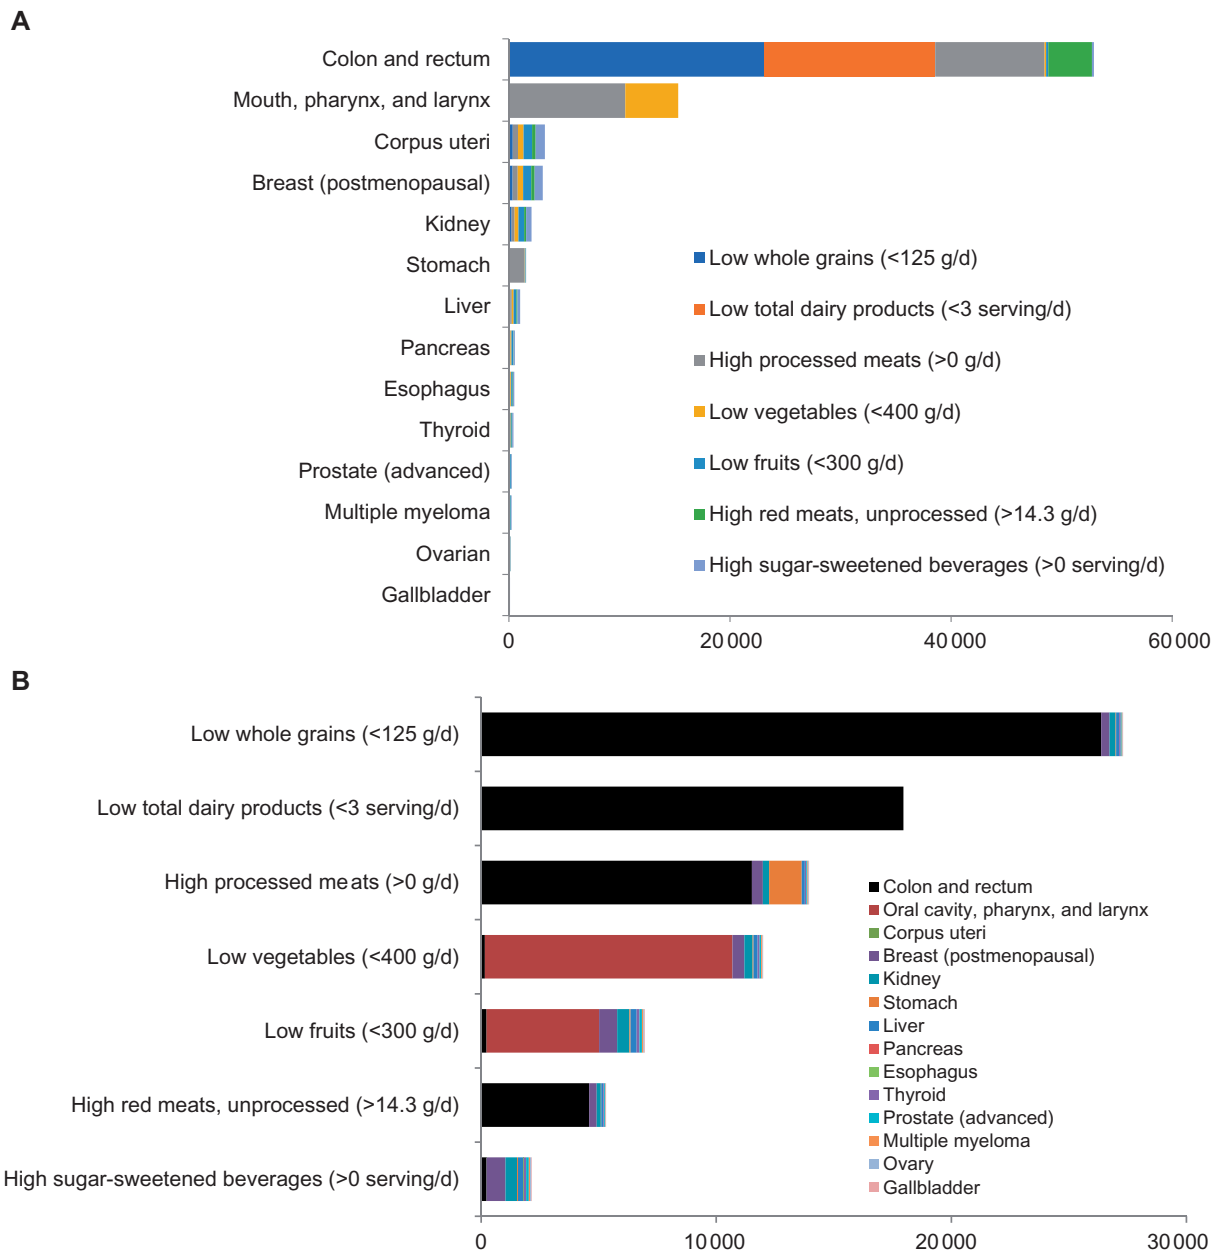 A
Colon and rectum
Mouth, pharynx, and larynx
Corpus uteri
Breast (postmenopausal)
Kidney
Stomach
Liver
Pancreas
Esophagus
Thyroid
Prostate (advanced)
Multiple myeloma
Ovarian
Gallbladder
Low whole grains (<125 g/d)
Low total dairy products (<3 serving/d)
High processed meats (>0 g/d)
Low vegetables (<400 g/d)
Low fruits (<300 g/d)
High red meats, unprocessed (>14.3 g/d)
High sugar-sweetened beverages (>0 serving/d)
0 20 000 40 000 60 000
B
Low whole grains (<125 g/d)
Low total dairy products (<3 serving/d)
High processed meats (>0 g/d)
Low vegetables (<400 g/d)
Low fruits (<300 g/d)
High red meats, unprocessed (>14.3 g/d)
High sugar-sweetened beverages (>0 serving/d)
Colon and rectum
Oral cavity, pharynx, and larynx
Corpus uteri
Breast (postmenopausal)
Kidney
Stomach
Liver
Pancreas
Esophagus
Thyroid
Prostate (advanced)
Multiple myeloma
Ovary
Gallbladder
0 10 000 20 000 30 000